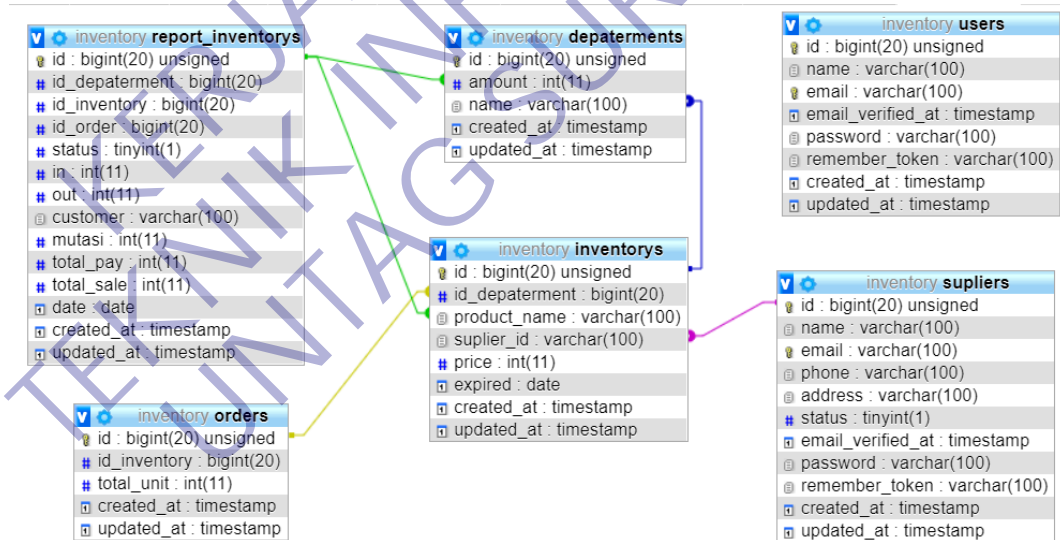 inventory report_inventorys
id : bigint(20) unsigned
id_depaterment : bigint(20)
id_inventory : bigint(20)
id_order : bigint(20)
status : tinyint(1)
in : int(11)
out : int(11)
customer : varchar(100)
mutasi : int(11)
total_pay : int(11)
total_sale : int(11)
date : date
created_at : timestamp
updated_at : timestamp
inventory depaterments
id : bigint(20) unsigned
amount : int(11)
name : varchar(100)
created_at : timestamp
updated_at : timestamp
inventory users
id : bigint(20) unsigned
name : varchar(100)
email : varchar(100)
email_verified_at : timestamp
password : varchar(100)
remember_token : varchar(100)
created_at : timestamp
updated_at : timestamp
inventory inventorys
id : bigint(20) unsigned
id_depaterment : bigint(20)
product_name : varchar(100)
suplier_id : varchar(100)
price : int(11)
expired : date
created_at : timestamp
updated_at : timestamp
inventory supliers
id : bigint(20) unsigned
name : varchar(100)
email : varchar(100)
phone : varchar(100)
address : varchar(100)
status : tinyint(1)
email_verified_at : timestamp
password : varchar(100)
remember_token : varchar(100)
created_at : timestamp
updated_at : timestamp
inventory orders
id : bigint(20) unsigned
id_inventory : bigint(20)
total_unit : int(11)
created_at : timestamp
updated_at : timestamp
KERJA
TEKNIK
UNTAG